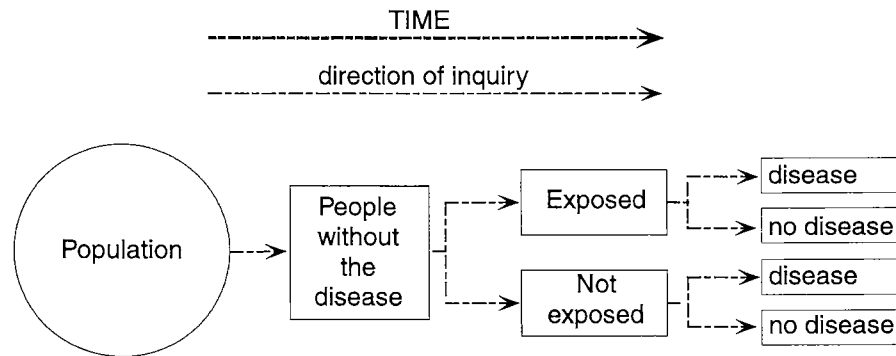 TIME
direction of inquiry
Population
People
without
the
disease
Exposed
Not
exposed
disease
no disease
disease
no disease